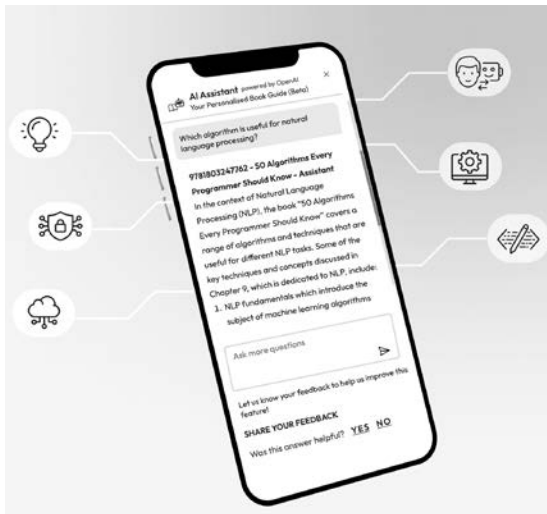 AI Assistant powered by OpenAI
Your Personalised Book Guide (Beta)
Which algorithm is useful for natural
language processing?
9781803247762 - 50 Algorithms Every
Programmer Should Know - Assistant
In the context of Natural Language
Processing (NLP), the book "50 Algorithms
Every Programmer Should Know" covers a
range of algorithms and techniques that are
useful for different NLP tasks. Some of the
key techniques and concepts discussed in
Chapter 9, which is dedicated to NLP, include:
1. NLP fundamentals which introduce the
subject of machine learning algorithms
Ask more questions
Let us know your feedback to help us improve this
feature!
SHARE YOUR FEEDBACK
Was this answer helpful? YES NO